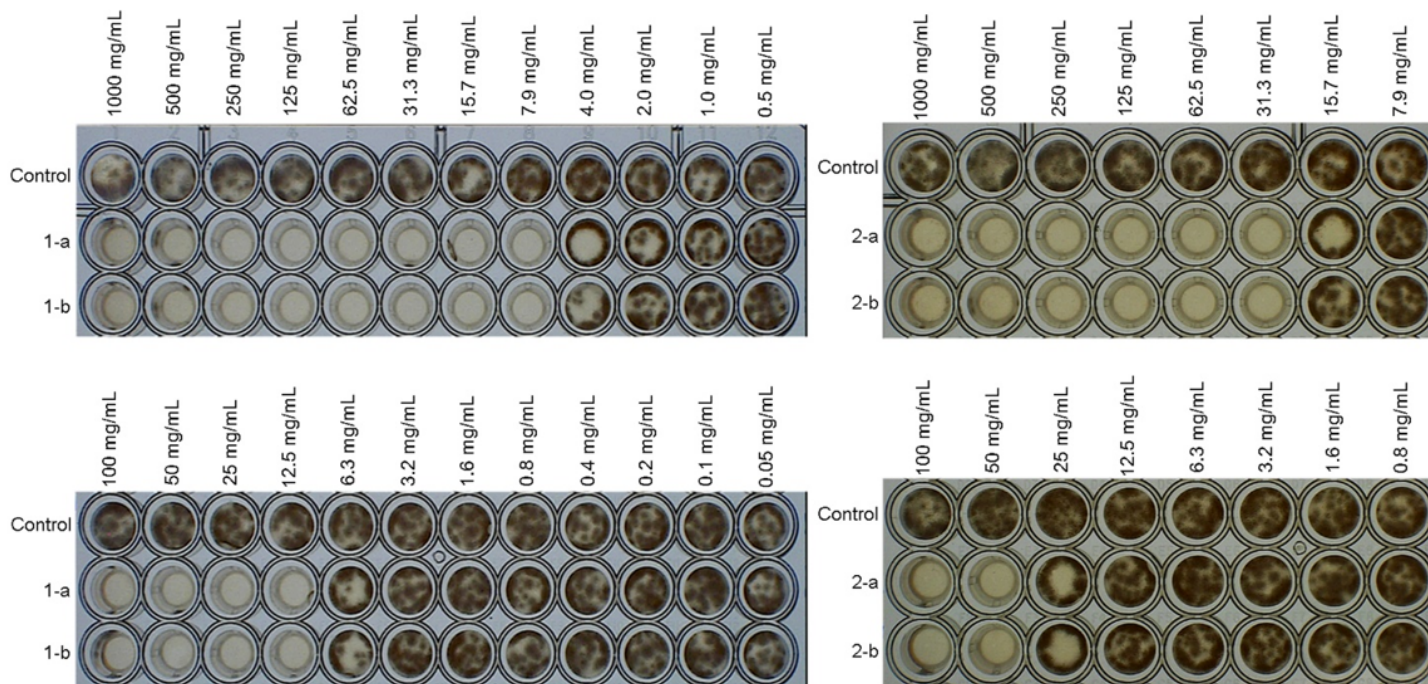 1000 mg/mL
500 mg/mL
250 mg/mL
125 mg/mL
62.5 mg/mL
31.3 mg/mL
15.7 mg/mL
7.9 mg/mL
4.0 mg/mL
2.0 mg/mL
1.0 mg/mL
0.5 mg/mL
Control
1-a
1-b
1000 mg/mL
500 mg/mL
250 mg/mL
125 mg/mL
62.5 mg/mL
31.3 mg/mL
15.7 mg/mL
7.9 mg/mL
Control
2-a
2-b
100 mg/mL
50 mg/mL
25 mg/mL
12.5 mg/mL
6.3 mg/mL
3.2 mg/mL
1.6 mg/mL
0.8 mg/mL
0.4 mg/mL
0.2 mg/mL
0.1 mg/mL
0.05 mg/mL
Control
1-a
1-b
100 mg/mL
50 mg/mL
25 mg/mL
12.5 mg/mL
6.3 mg/mL
3.2 mg/mL
1.6 mg/mL
0.8 mg/mL
Control
2-a
2-b